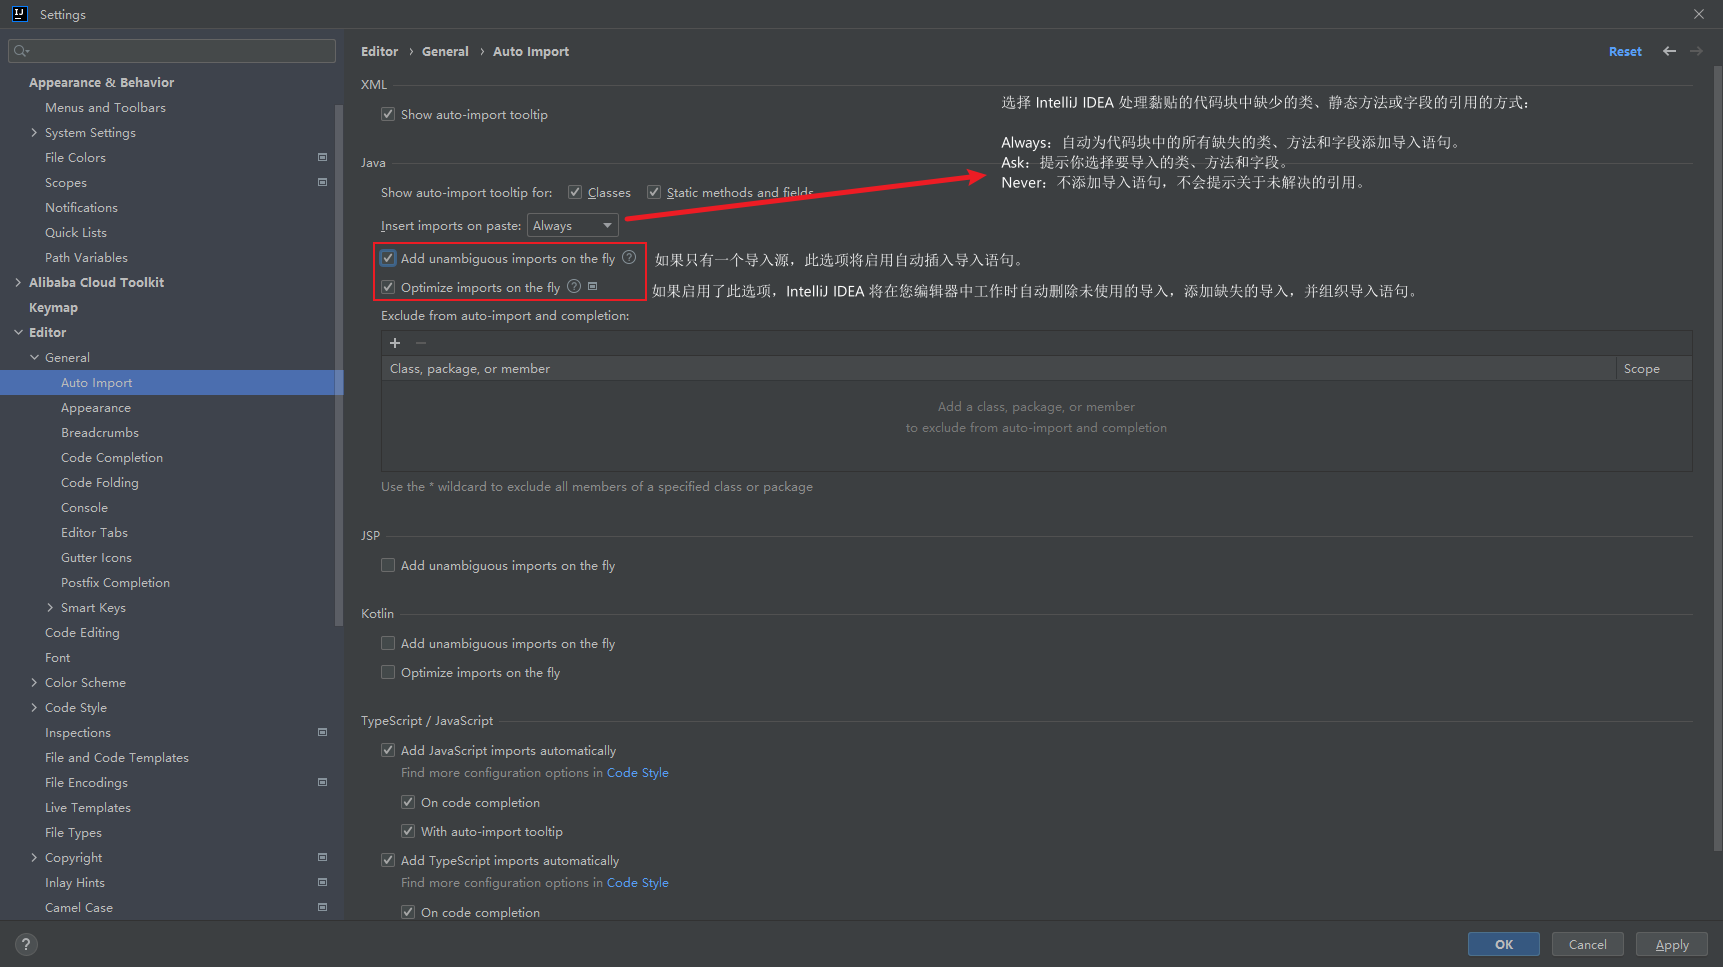 Settings
Editor › General › Auto Import
Reset
Appearance & Behavior
Menus and Toolbars
System Settings
File Colors
Scopes
Notifications
Quick Lists
Path Variables
Alibaba Cloud Toolkit
Keymap
Editor
General
Auto Import
Appearance
Breadcrumbs
Code Completion
Code Folding
Console
Editor Tabs
Gutter Icons
Postfix Completion
Smart Keys
Code Editing
Font
Color Scheme
Code Style
Inspections
File and Code Templates
File Encodings
Live Templates
File Types
Copyright
Inlay Hints
Camel Case
XML
Show auto-import tooltip
选择 IntelliJ IDEA 处理黏贴的代码块中缺少的类、静态方法或字段的引用的方式：
Always：自动为代码块中的所有缺失的类、方法和字段添加导入语句。
Ask：提示你选择要导入的类、方法和字段。
Never：不添加导入语句，不会提示关于未解决的引用。
Java
Show auto-import tooltip for: Classes Static methods and fields
Insert imports on paste: Always
Add unambiguous imports on the fly ? 如果只有一个导入源，此选项将启用自动插入导入语句。
Optimize imports on the fly ? 如果启用了此选项，IntelliJ IDEA 将在您编辑器中工作时自动删除未使用的导入，添加缺失的导入，并组织导入语句。
Exclude from auto-import and completion:
+ −
Class, package, or member Scope
Add a class, package, or member
to exclude from auto-import and completion
Use the * wildcard to exclude all members of a specified class or package
JSP
Add unambiguous imports on the fly
Kotlin
Add unambiguous imports on the fly
Optimize imports on the fly
TypeScript / JavaScript
Add JavaScript imports automatically
Find more configuration options in Code Style
On code completion
With auto-import tooltip
Add TypeScript imports automatically
Find more configuration options in Code Style
On code completion
? OK Cancel Apply